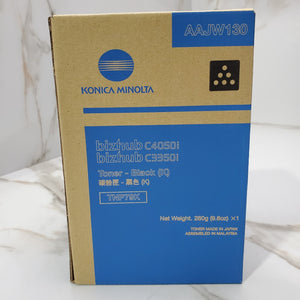 AAJW130
KONICA MINOLTA
bizhub C4050i
bizhub C3350i
Toner - Black (K)
碳粉匣 - 黑色 (K)
TNP79K
Net Weight. 280g (9.8oz) X1
TONER MADE IN JAPAN
ASSEMBLED IN MALAYSIA